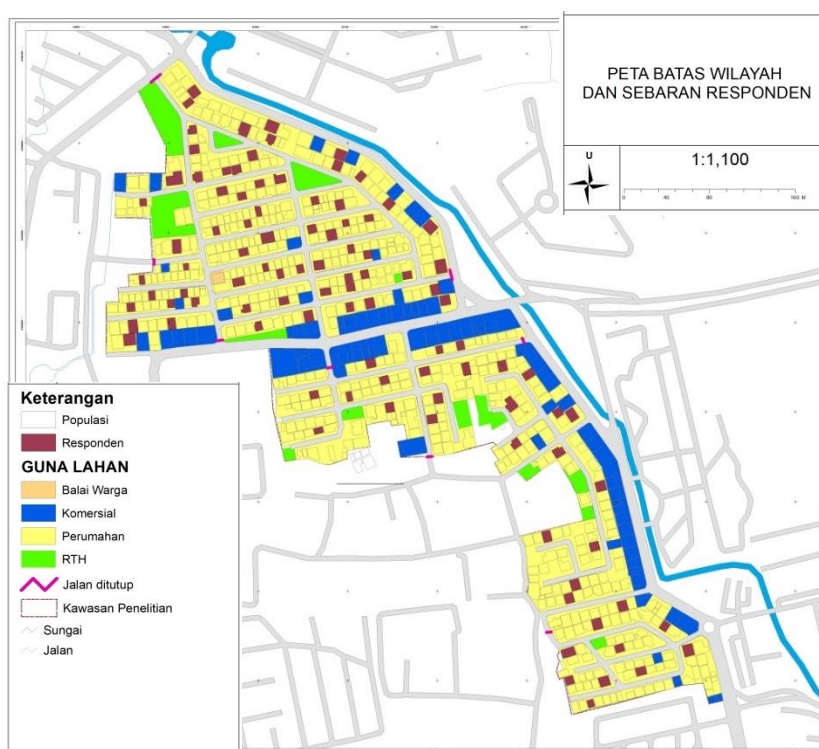 PETA BATAS WILAYAH
DAN SEBARAN RESPONDEN
U
1:1,100
0 40 80 160 M
Keterangan
Populasi
Responden
GUNA LAHAN
Balai Warga
Komersial
Perumahan
RTH
Jalan ditutup
Kawasan Penelitian
Sungai
Jalan